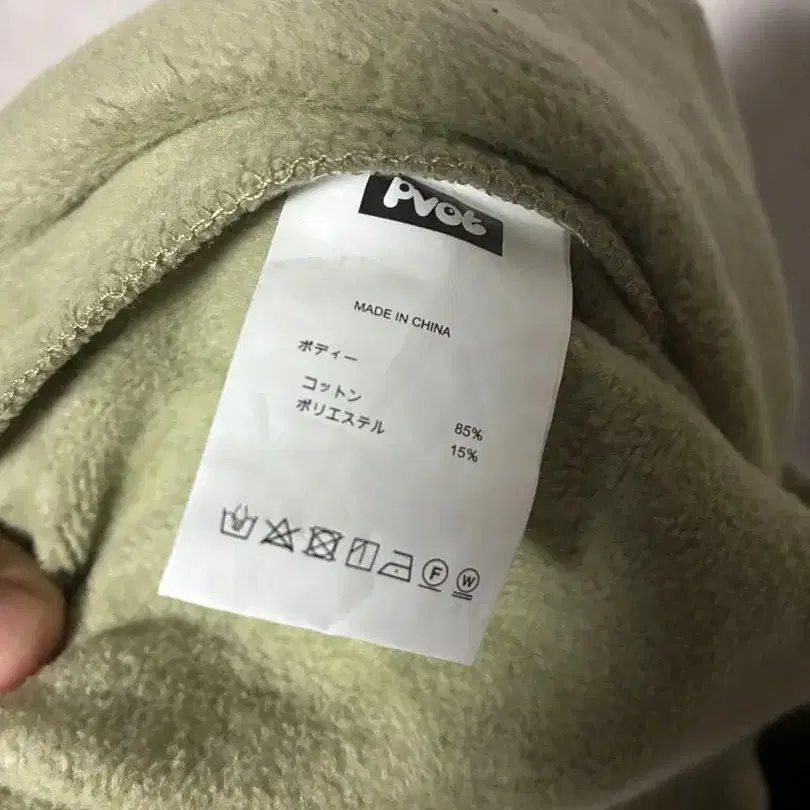 pvot
MADE IN CHINA
ボディー
コットン 85%
ポリエステル 15%
F W